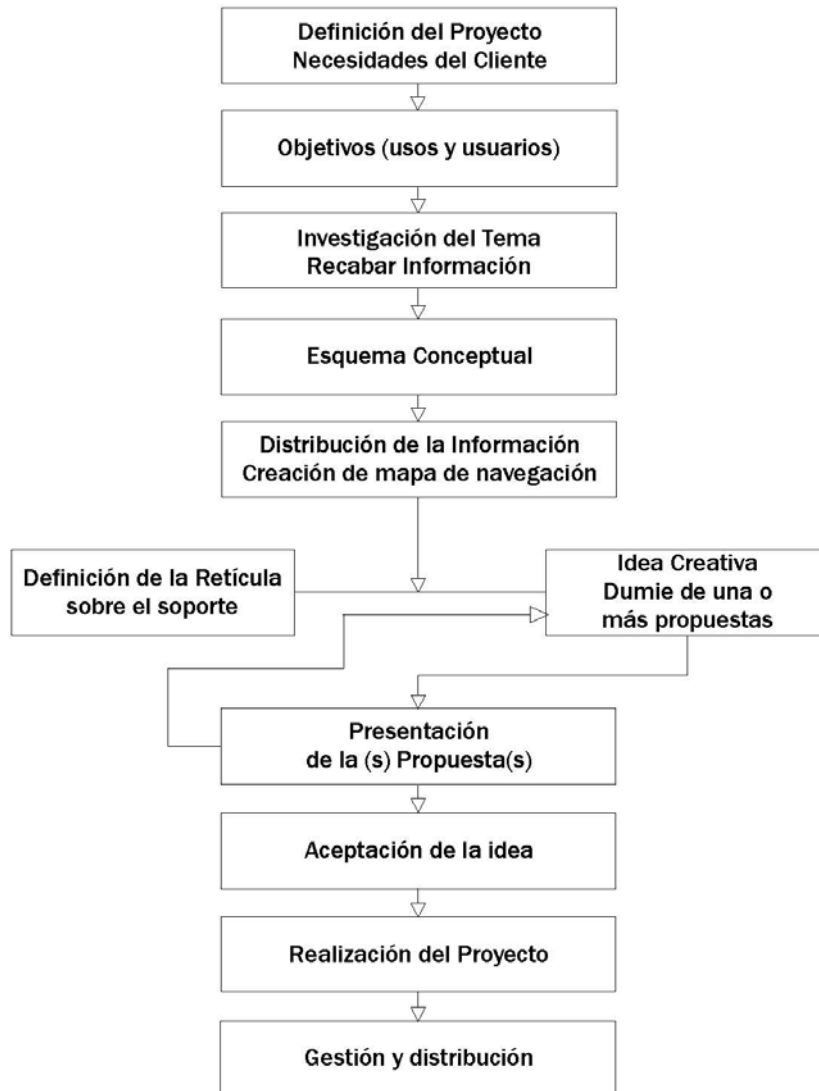 Definición del Proyecto
Necesidades del Cliente
Objetivos (usos y usuarios)
Investigación del Tema
Recabar Información
Esquema Conceptual
Distribución de la Información
Creación de mapa de navegación
Definición de la Retícula
sobre el soporte
Idea Creativa
Dumie de una o
más propuestas
Presentación
de la (s) Propuesta(s)
Aceptación de la idea
Realización del Proyecto
Gestión y distribución